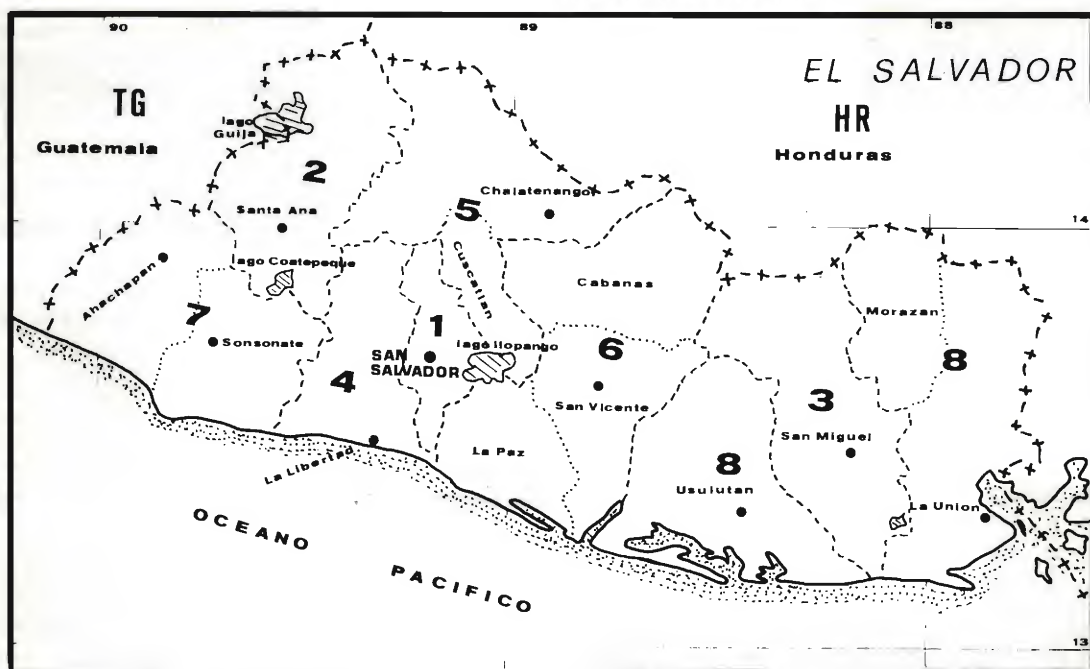 90
89
88
EL SALVADOR
TG
Guatemala
lago
Guija
HR
Honduras
2
Santa Ana
Chalatenango
5
14
lago Coatepeque
Cuscatlan
Cabanas
Ahachapan
7
Sonsonate
1
SAN
SALVADOR
lago Ilopango
6
Morazan
8
4
San Vicente
3
San Miguel
La Libertad
La Paz
8
Usulutan
La Union
OCEANO
PACIFICO
13